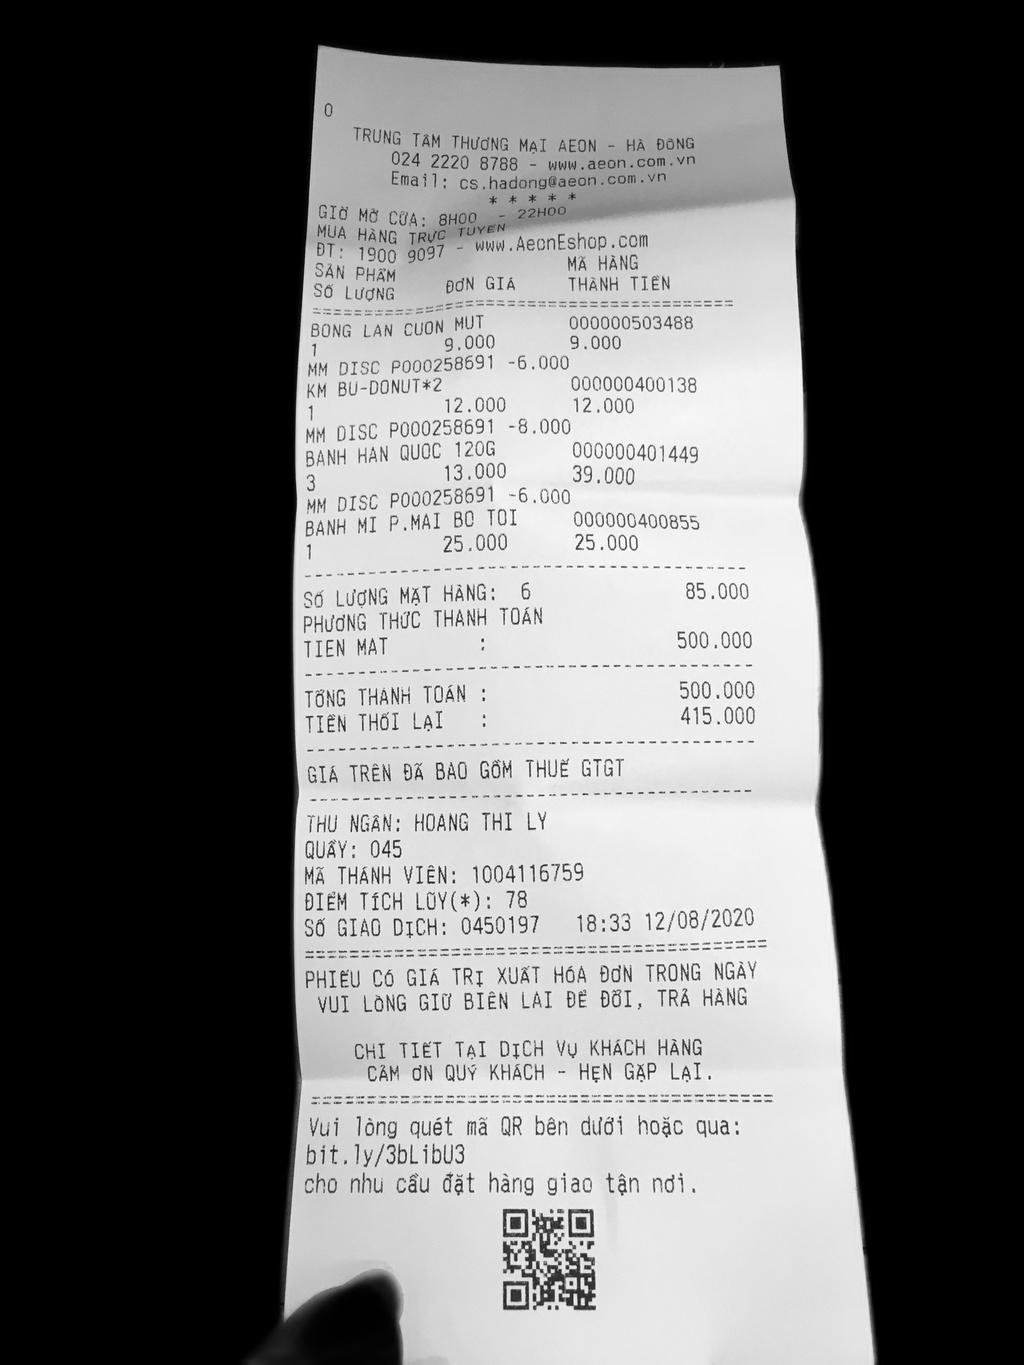 0
TRUNG TÂM THƯƠNG MẠI AEON - HÀ ĐÔNG
024 2220 8788 - www.aeon.com.vn
Email: cs.hadong@aeon.com.vn
* * * * *
GIỜ MỞ CỬA: 8H00 - 22H00
MUA HÀNG TRỰC TUYẾN
ĐT: 1900 9097 - www.AeonEshop.com
SẢN PHẨM MÃ HÀNG
SỐ LƯỢNG ĐƠN GIÁ THÀNH TIỀN
=============================================
BONG LAN CUON MUT 000000503488
1 9.000 9.000
MM DISC P000258691 -6.000
KM BU-DONUT*2 000000400138
1 12.000 12.000
MM DISC P000258691 -8.000
BANH HAN QUOC 120G 000000401449
3 13.000 39.000
MM DISC P000258691 -6.000
BANH MI P.MAI BO TOI 000000400855
1 25.000 25.000
---------------------------------------------
SỐ LƯỢNG MẶT HÀNG: 6 85.000
PHƯƠNG THỨC THANH TOÁN
TIEN MAT : 500.000
---------------------------------------------
TỔNG THANH TOÁN : 500.000
TIỀN THỐI LẠI : 415.000
---------------------------------------------
GIÁ TRÊN ĐÃ BAO GỒM THUẾ GTGT
---------------------------------------------
THU NGÂN: HOANG THI LY
QUẦY: 045
MÃ THÀNH VIÊN: 1004116759
ĐIỂM TÍCH LŨY(*): 78
SỐ GIAO DỊCH: 0450197 18:33 12/08/2020
=============================================
PHIẾU CÓ GIÁ TRỊ XUẤT HÓA ĐƠN TRONG NGÀY
VUI LÒNG GIỮ BIÊN LAI ĐỂ ĐỔI, TRẢ HÀNG
CHI TIẾT TẠI DỊCH VỤ KHÁCH HÀNG
CẢM ƠN QUÝ KHÁCH - HẸN GẶP LẠI.
=============================================
Vui lòng quét mã QR bên dưới hoặc qua:
bit.ly/3bLibU3
cho nhu cầu đặt hàng giao tận nơi.